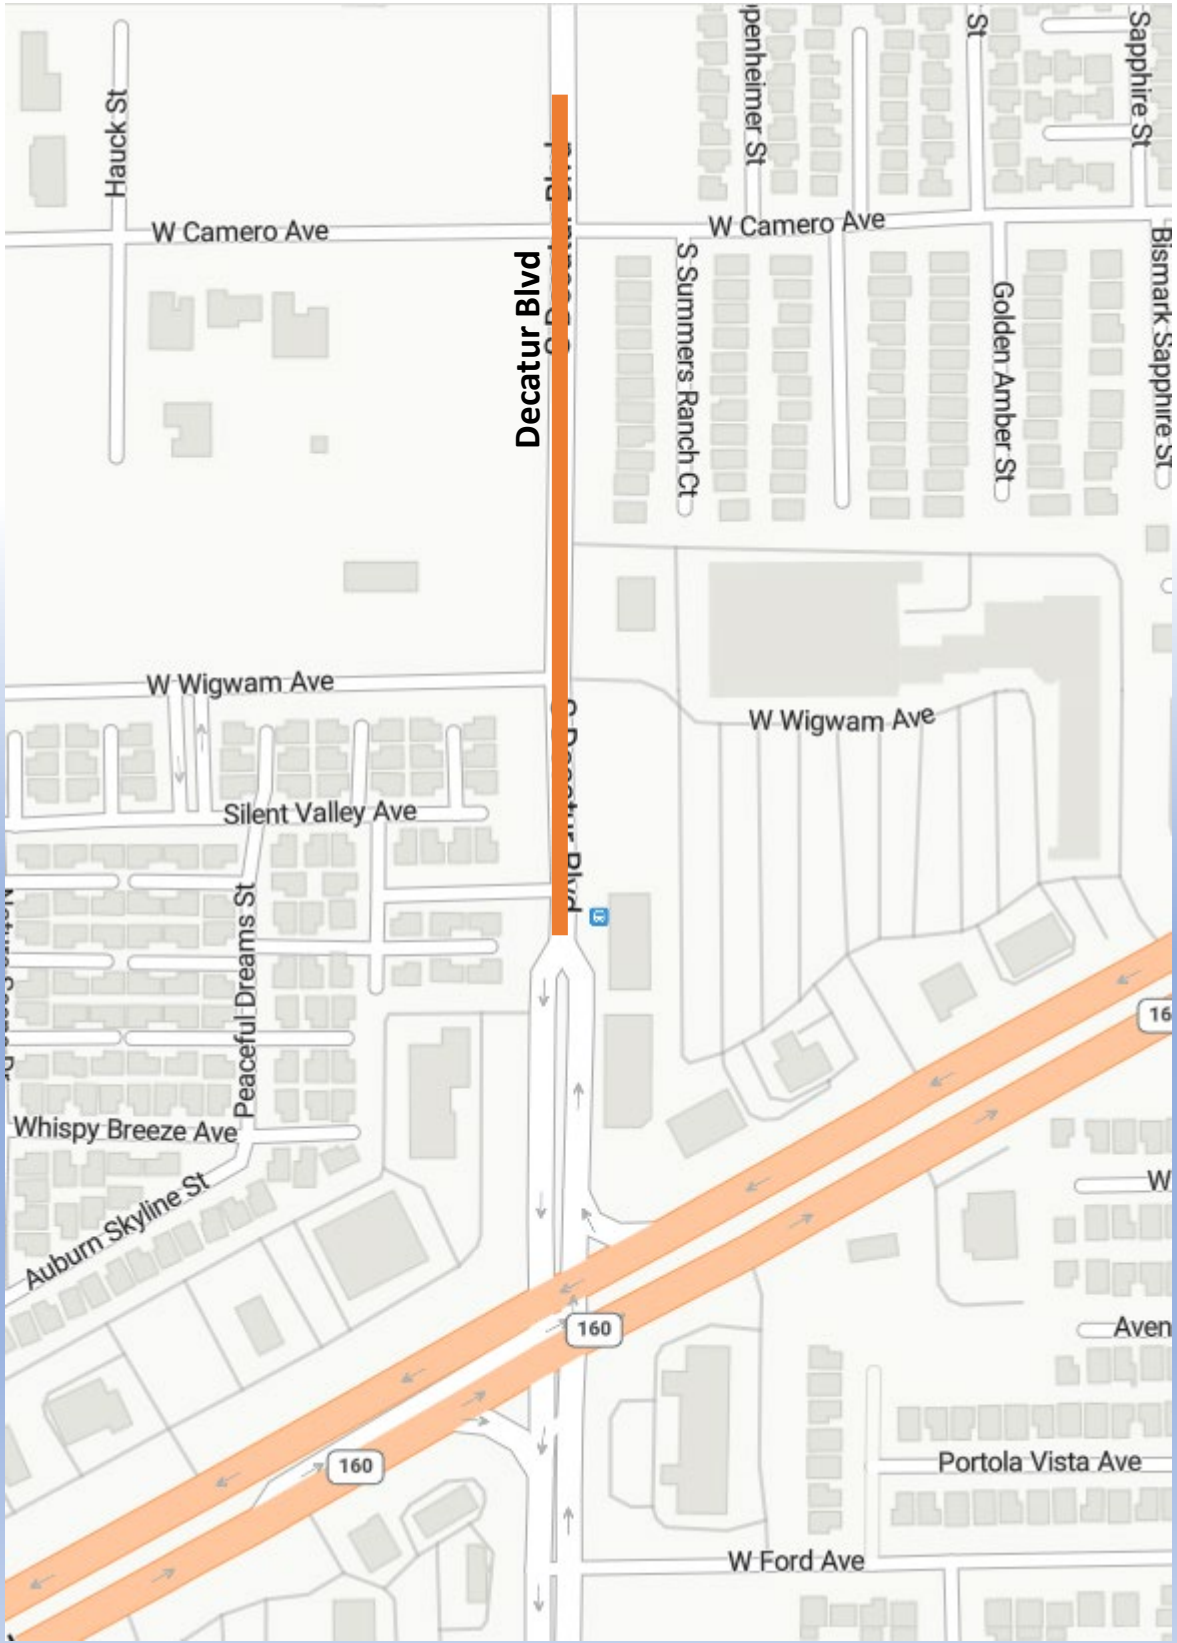 Sapphire St
St
penheimer St
Hauck St
W Camero Ave
W Camero Ave
Decatur Blvd
S Summers Ranch Ct
Golden Amber St
Bismark Sapphire St
W Wigwam Ave
W Wigwam Ave
S Decatur Blvd
Silent Valley Ave
Peaceful Dreams St
16
Whispy Breeze Ave
W
Auburn Skyline St
160
Aven
160
Portola Vista Ave
W Ford Ave